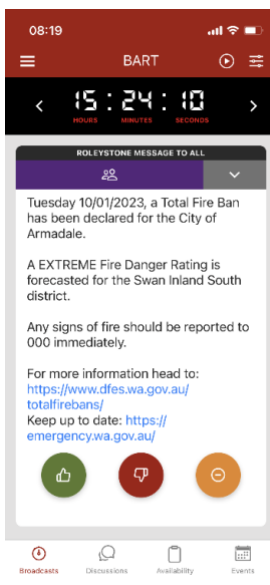 08:19
BART
15 : 24 : 10
HOURS MINUTES SECONDS
ROLEYSTONE MESSAGE TO ALL
Tuesday 10/01/2023, a Total Fire Ban
has been declared for the City of
Armadale.
A EXTREME Fire Danger Rating is
forecasted for the Swan Inland South
district.
Any signs of fire should be reported to
000 immediately.
For more information head to:
https://www.dfes.wa.gov.au/
totalfirebans/
Keep up to date: https://
emergency.wa.gov.au/
Broadcasts Discussions Availability Events